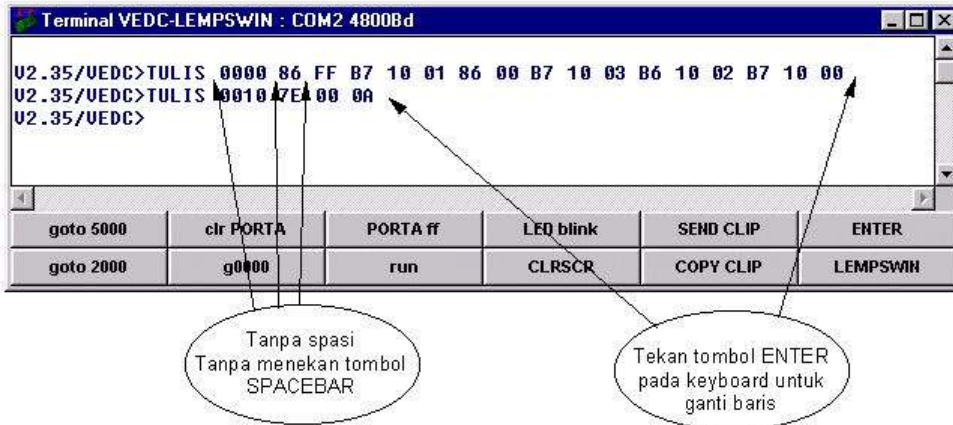 Terminal VEDC-LEMPSWIN : COM2 4800Bd
V2.35/VEDC>TULIS 0000 86 FF B7 10 01 86 00 B7 10 03 B6 10 02 B7 10 00
V2.35/VEDC>TULIS 0010 7E 00 0A
V2.35/VEDC>
goto 5000 clr PORTA PORTA ff LED blink SEND CLIP ENTER
goto 2000 g0000 run CLRSCR COPY CLIP LEMPSWIN
Tanpa spasi
Tanpa menekan tombol
SPACEBAR
Tekan tombol ENTER
pada keyboard untuk
ganti baris